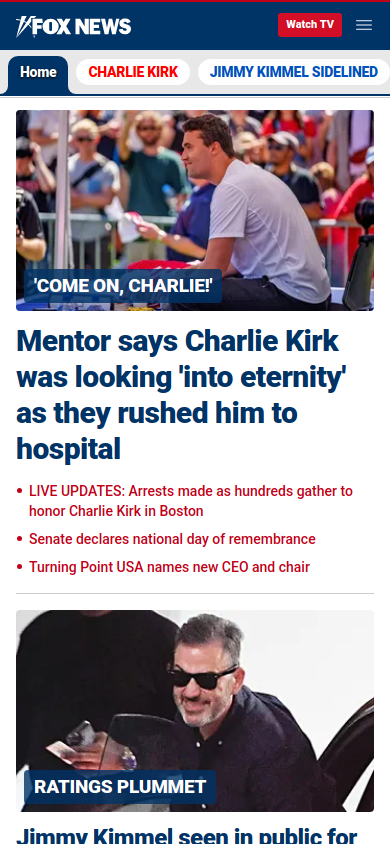 FOX NEWS
Watch TV
Home
CHARLIE KIRK
JIMMY KIMMEL SIDELINED
'COME ON, CHARLIE!'
Mentor says Charlie Kirk
was looking 'into eternity'
as they rushed him to
hospital
LIVE UPDATES: Arrests made as hundreds gather to
honor Charlie Kirk in Boston
Senate declares national day of remembrance
Turning Point USA names new CEO and chair
RATINGS PLUMMET
Jimmy Kimmel seen in public for